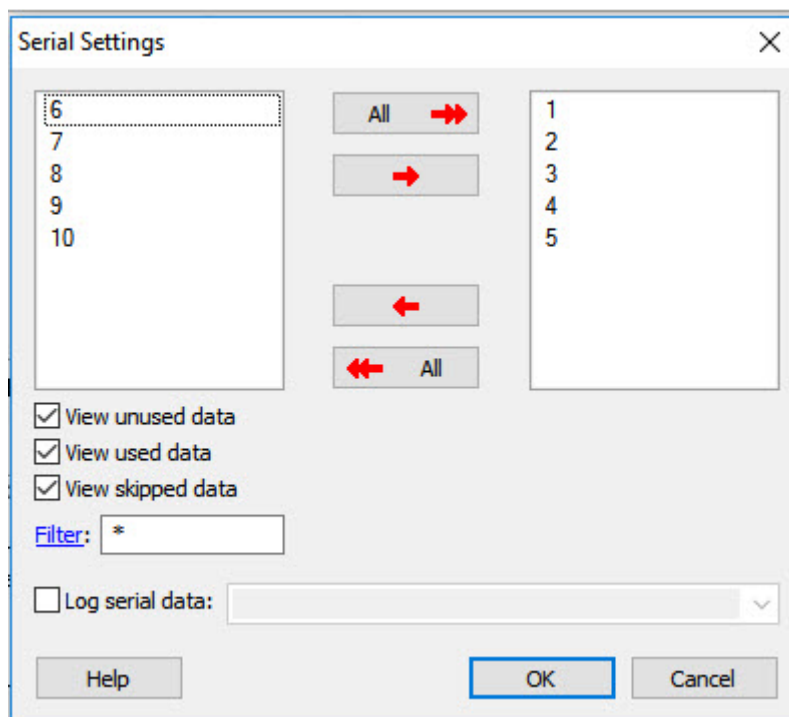 Serial Settings
6
7
8
9
10
All
All
1
2
3
4
5
View unused data
View used data
View skipped data
Filter: *
Log serial data:
Help OK Cancel